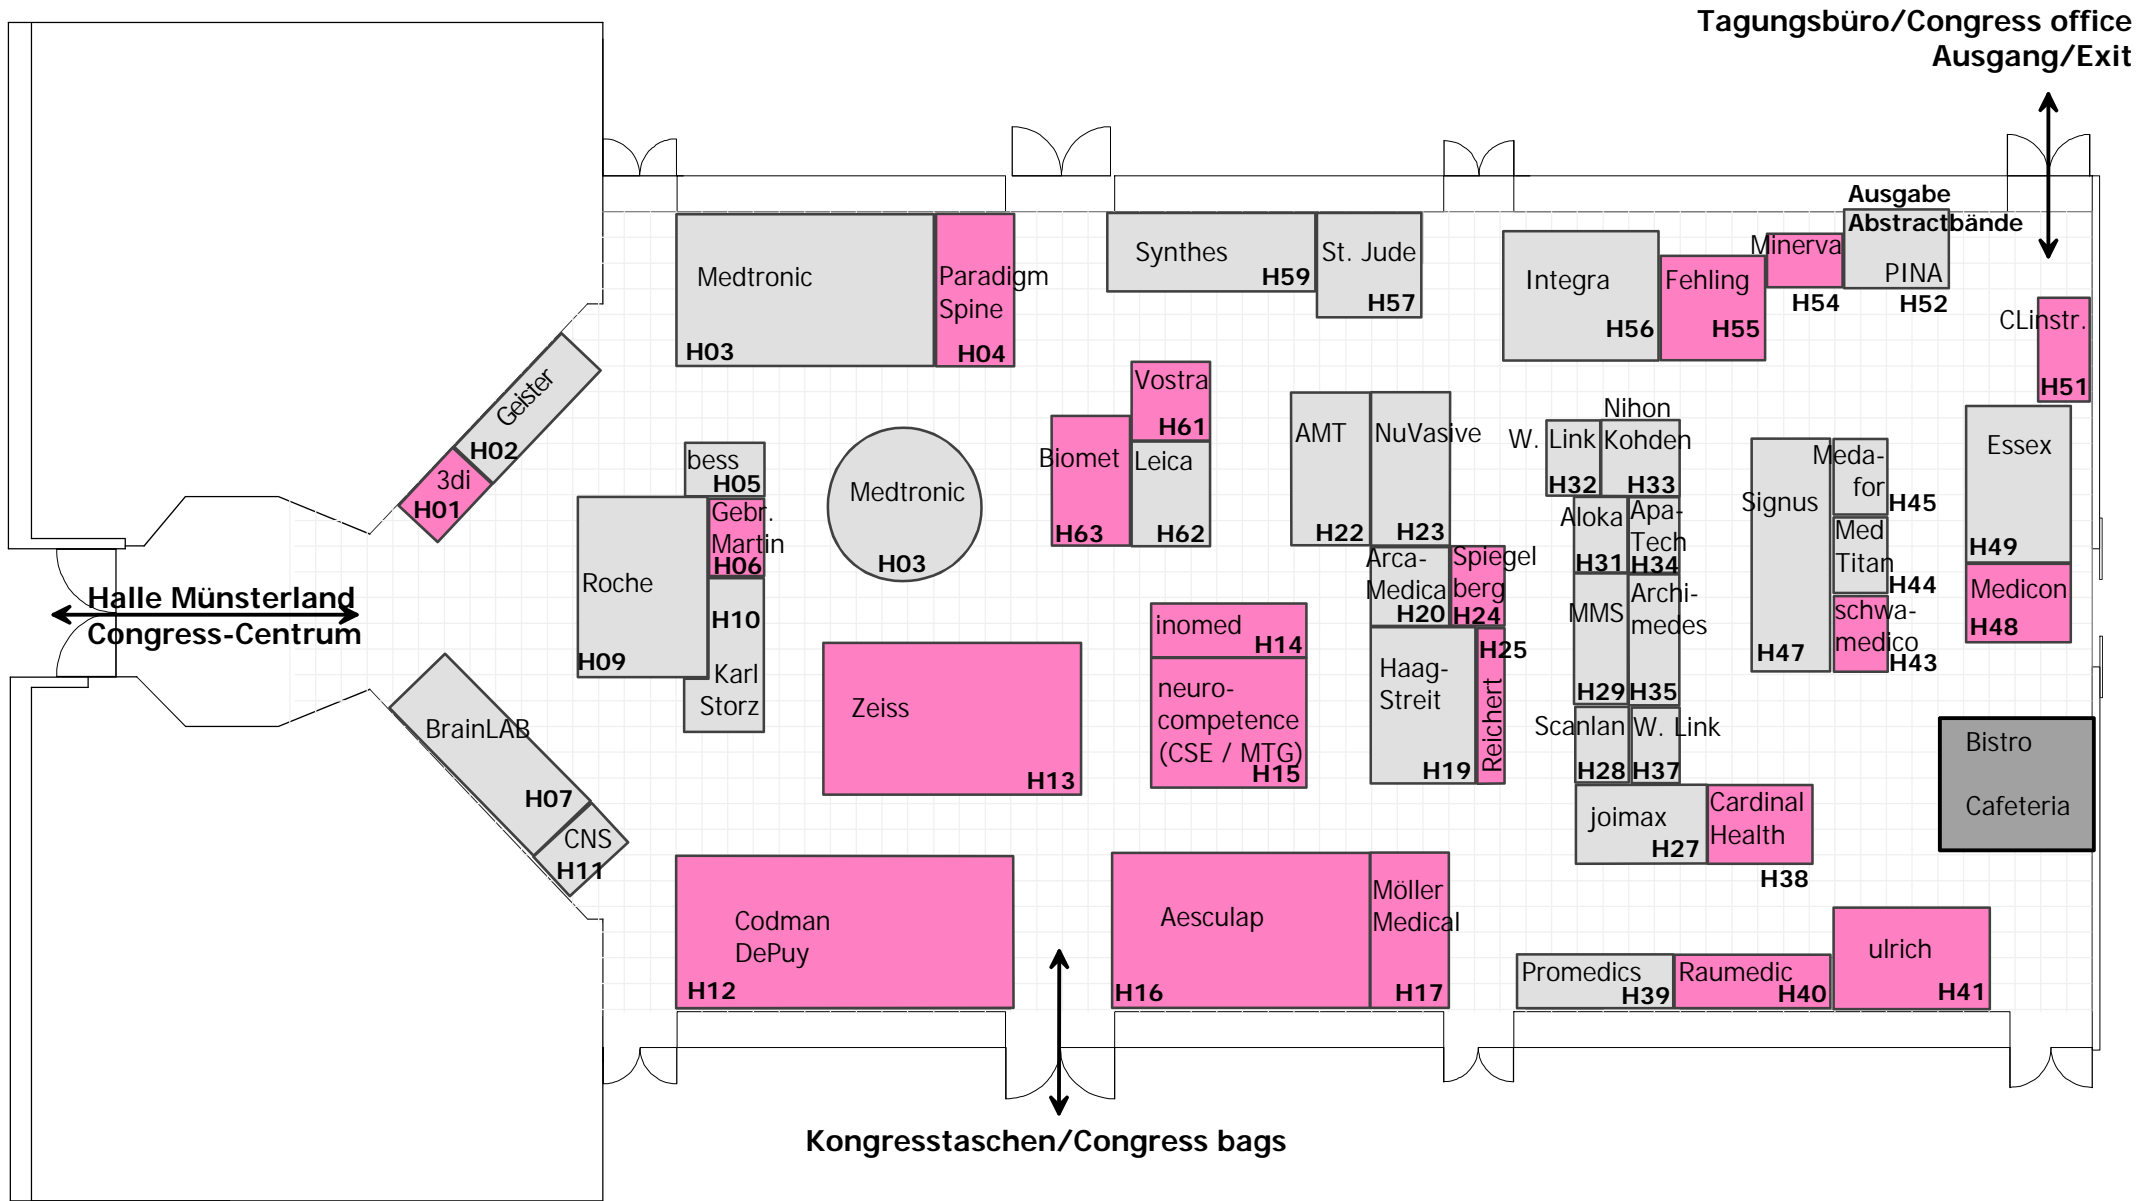 Tagungsbüro/Congress office
Ausgang/Exit
Ausgabe
Abstractbände
Medtronic
H03
Paradigm
Spine
H04
Synthes
H59
St. Jude
H57
Integra
H56
Fehling
H55
Minerva
H54
PINA
H52
CLinstr.
H51
Geister
H02
3di
H01
bess
H05
Gebr.
Martin
H06
Roche
H09
H10
Karl
Storz
Medtronic
H03
Vostra
H61
Biomet
H63
Leica
H62
AMT
H22
NuVasive
H23
Arca-
Medica
H20
Spiegel
berg
H24
Haag-
Streit
H19
H25
Reichert
W. Link
H32
Nihon
Kohden
H33
Aloka
H31
Apa-
Tech
H34
MMS
H29
Archi-
medes
H35
Scanlan
H28
W. Link
H37
joimax
H27
Cardinal
Health
H38
Signus
H47
Meda-
for
H45
Med
Titan
H44
schwa-
medico
H43
Essex
H49
Medicon
H48
Bistro
Cafeteria
Halle Münsterland
Congress-Centrum
BrainLAB
H07
CNS
H11
Zeiss
H13
inomed
H14
neuro-
competence
(CSE / MTG)
H15
Codman
DePuy
H12
Aesculap
H16
Möller
Medical
H17
Promedics
H39
Raumedic
H40
ulrich
H41
Kongresstaschen/Congress bags